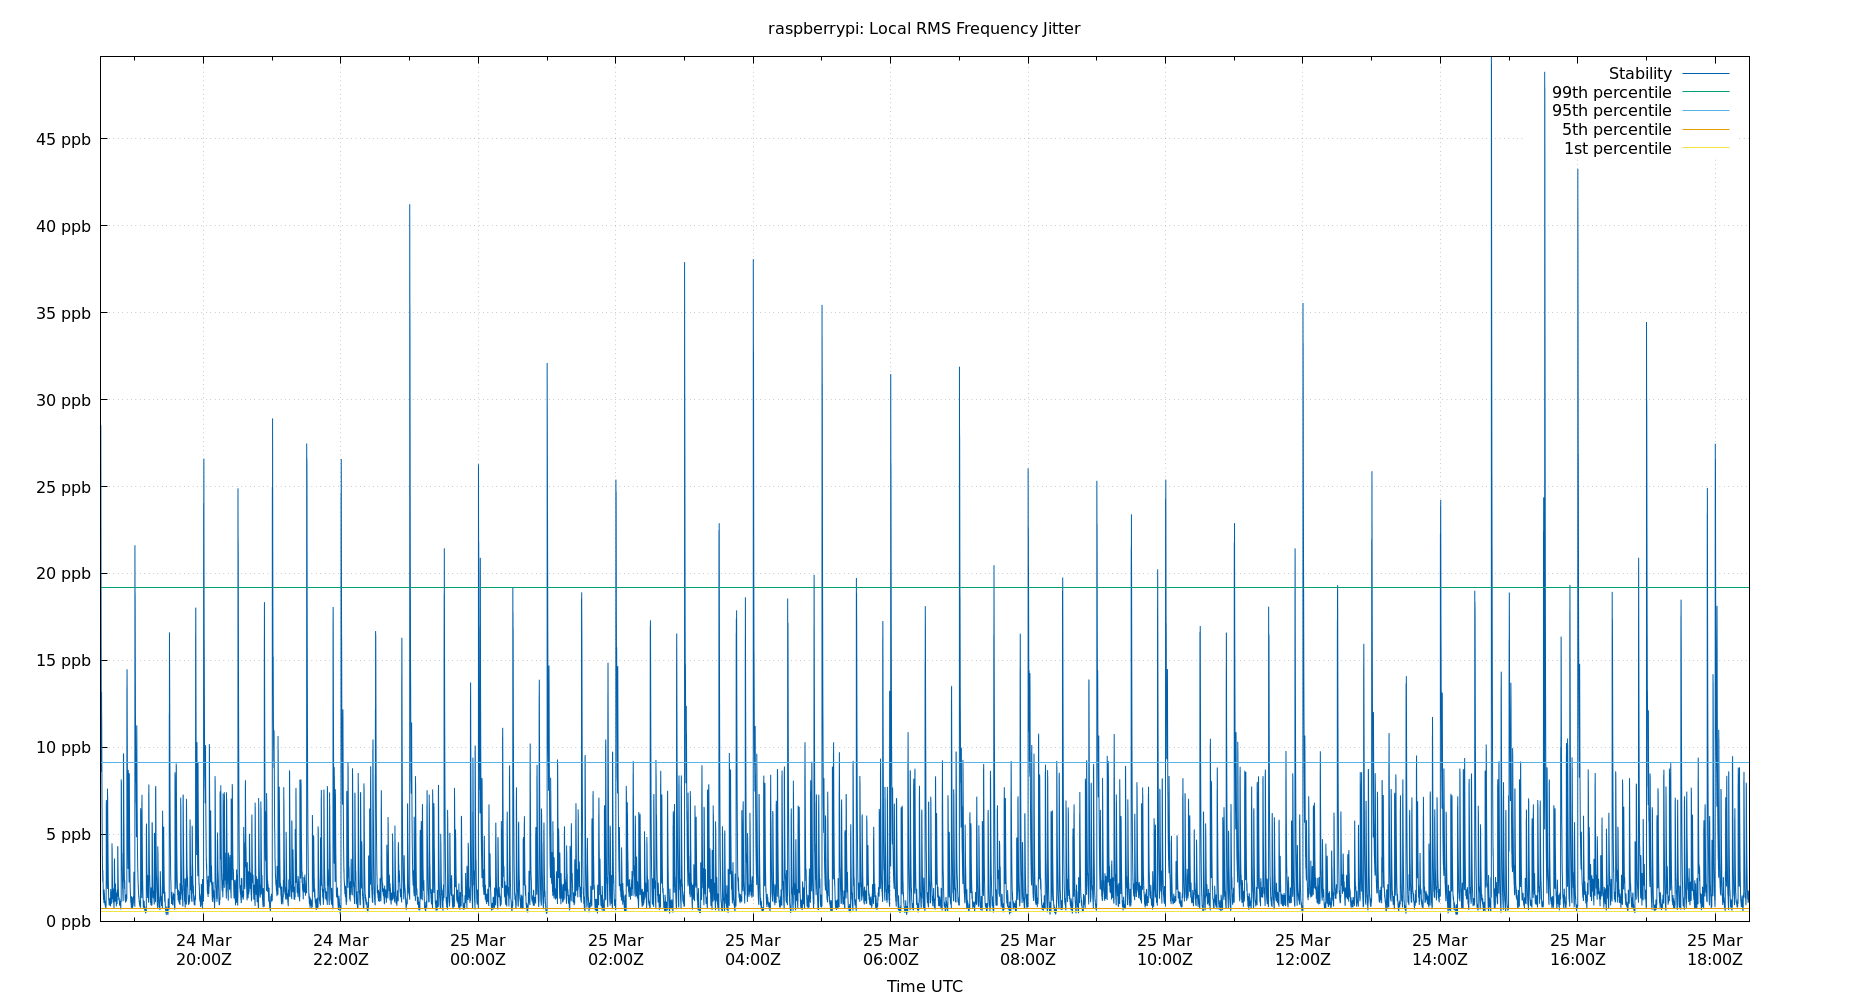 raspberrypi: Local RMS Frequency Jitter
Stability
99th percentile
95th percentile
5th percentile
1st percentile
45 ppb
40 ppb
35 ppb
30 ppb
25 ppb
20 ppb
15 ppb
10 ppb
5 ppb
0 ppb
24 Mar 24 Mar 25 Mar 25 Mar 25 Mar 25 Mar 25 Mar 25 Mar 25 Mar 25 Mar 25 Mar 25 Mar
20:00Z 22:00Z 00:00Z 02:00Z 04:00Z 06:00Z 08:00Z 10:00Z 12:00Z 14:00Z 16:00Z 18:00Z
Time UTC